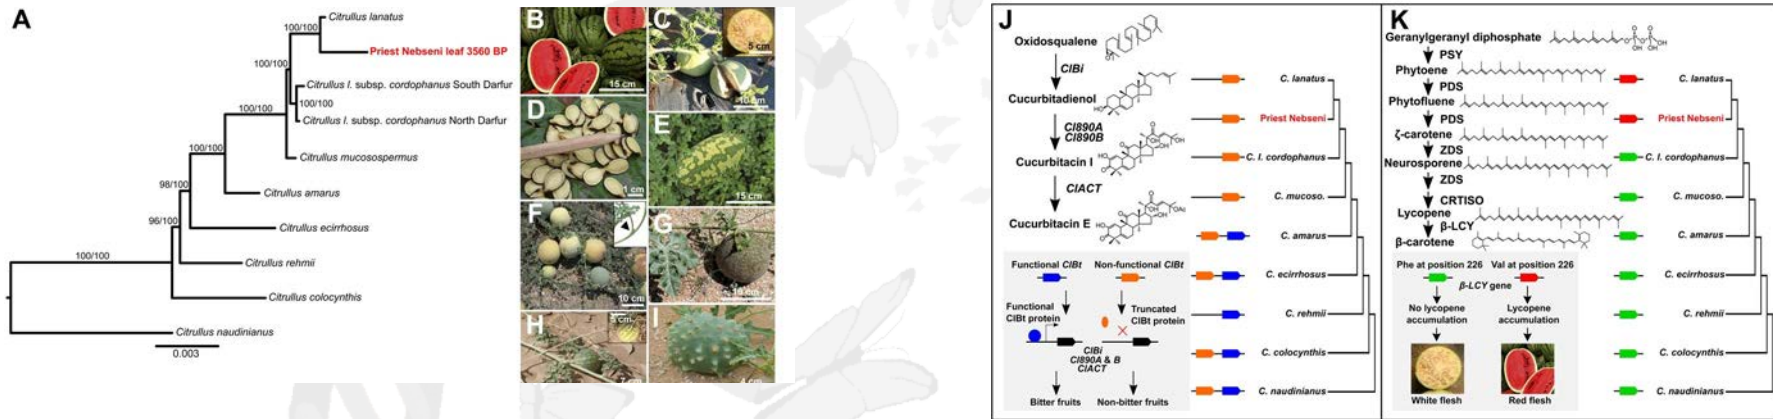 A
Citrullus lanatus
Priest Nebseni leaf 3560 BP
Citrullus l. subsp. cordophanus South Darfur
Citrullus l. subsp. cordophanus North Darfur
Citrullus mucosospermus
Citrullus amarus
Citrullus ecirrhosus
Citrullus rehmii
Citrullus colocynthis
Citrullus naudinianus
100/100
100/100
100/100
100/100
100/100
100/100
98/100
96/100
100/100
0.003
B
15 cm
C
5 cm
10 cm
D
1 cm
E
15 cm
F
10 cm
G
H
I
4 cm
J
Oxidosqualene
ClBi
Cucurbitadienol
Cl890A
Cl890B
Cucurbitacin I
ClACT
Cucurbitacin E
Functional ClBt
Non-functional ClBt
Functional
ClBt protein
Truncated
ClBt protein
ClBi
Cl890A & B
ClACT
Bitter fruits
Non-bitter fruits
C. lanatus
Priest Nebseni
C. l. cordophanus
C. mucoso.
C. amarus
C. ecirrhosus
C. rehmii
C. colocynthis
C. naudinianus
K
Geranylgeranyl diphosphate
PSY
Phytoene
PDS
Phytofluene
PDS
ζ-carotene
ZDS
Neurosporene
ZDS
CRTISO
Lycopene
β-LCY
β-carotene
Phe at position 226
Val at position 226
β-LCY gene
No lycopene
accumulation
Lycopene
accumulation
White flesh
Red flesh
C. lanatus
Priest Nebseni
C. l. cordophanus
C. mucoso.
C. amarus
C. ecirrhosus
C. rehmii
C. colocynthis
C. naudinianus